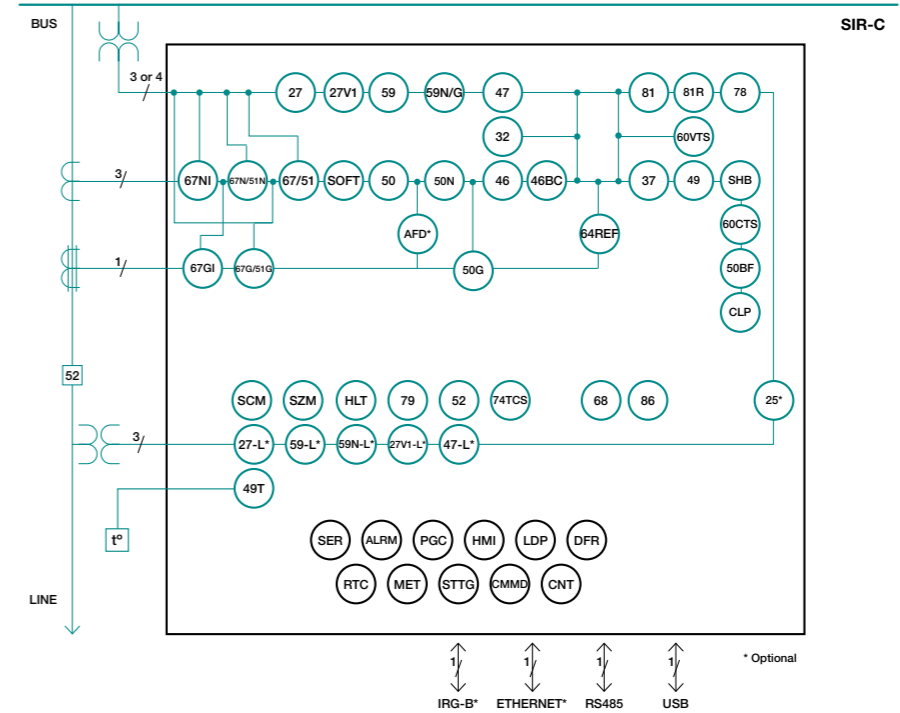 BUS
SIR-C
3 or 4
27 27V1 59 59N/G 47 81 81R 78
32 60VTS
3 67NI 67N/51N 67/51 SOFT 50 50N 46 46BC 37 49 SHB
AFD* 64REF 60CTS
1 67GI 67G/51G 50G 50BF
CLP
52
SCM SZM HLT 79 52 74TCS 68 86 25*
3 27-L* 59-L* 59N-L* 27V1-L* 47-L*
49T
t°
SER ALRM PGC HMI LDP DFR
RTC MET STTG CMMD CNT
LINE
* Optional
1 1 1 1
IRG-B* ETHERNET* RS485 USB